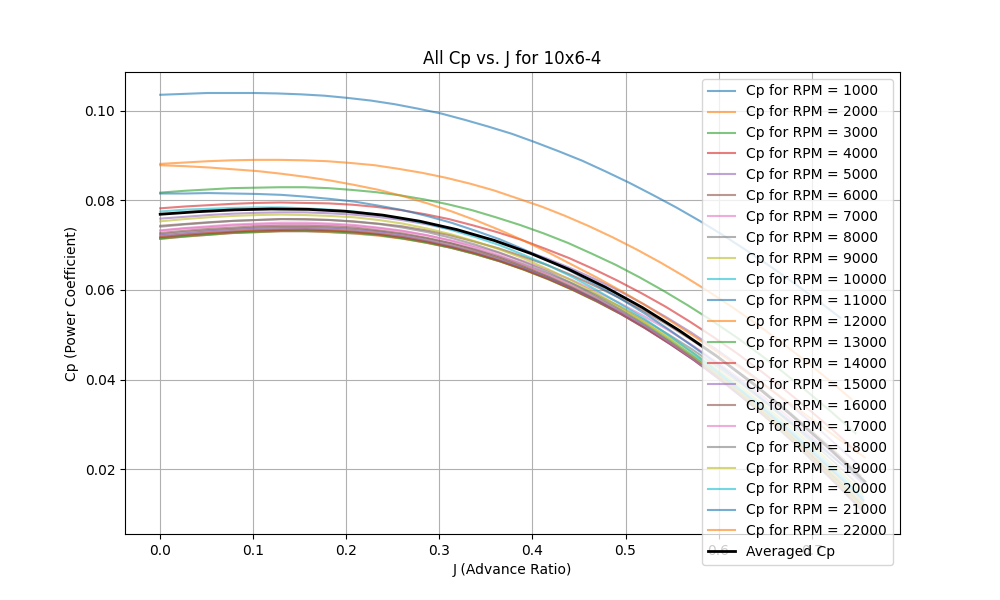 All Cp vs. J for 10x6-4
Cp (Power Coefficient)
0.10
0.08
0.06
0.04
0.02
0.0
0.1
0.2
0.3
0.4
0.5
0.6
J (Advance Ratio)
Cp for RPM = 1000
Cp for RPM = 2000
Cp for RPM = 3000
Cp for RPM = 4000
Cp for RPM = 5000
Cp for RPM = 6000
Cp for RPM = 7000
Cp for RPM = 8000
Cp for RPM = 9000
Cp for RPM = 10000
Cp for RPM = 11000
Cp for RPM = 12000
Cp for RPM = 13000
Cp for RPM = 14000
Cp for RPM = 15000
Cp for RPM = 16000
Cp for RPM = 17000
Cp for RPM = 18000
Cp for RPM = 19000
Cp for RPM = 20000
Cp for RPM = 21000
Cp for RPM = 22000
Averaged Cp